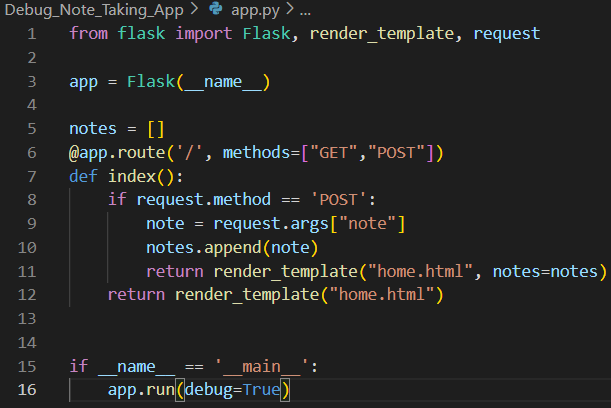 Debug_Note_Taking_App > app.py > ...
1 from flask import Flask, render_template, request
2
3 app = Flask(__name__)
4
5 notes = []
6 @app.route('/', methods=["GET","POST"])
7 def index():
8     if request.method == 'POST':
9         note = request.args["note"]
10         notes.append(note)
11         return render_template("home.html", notes=notes)
12     return render_template("home.html")
13
14
15 if __name__ == '__main__':
16     app.run(debug=True)